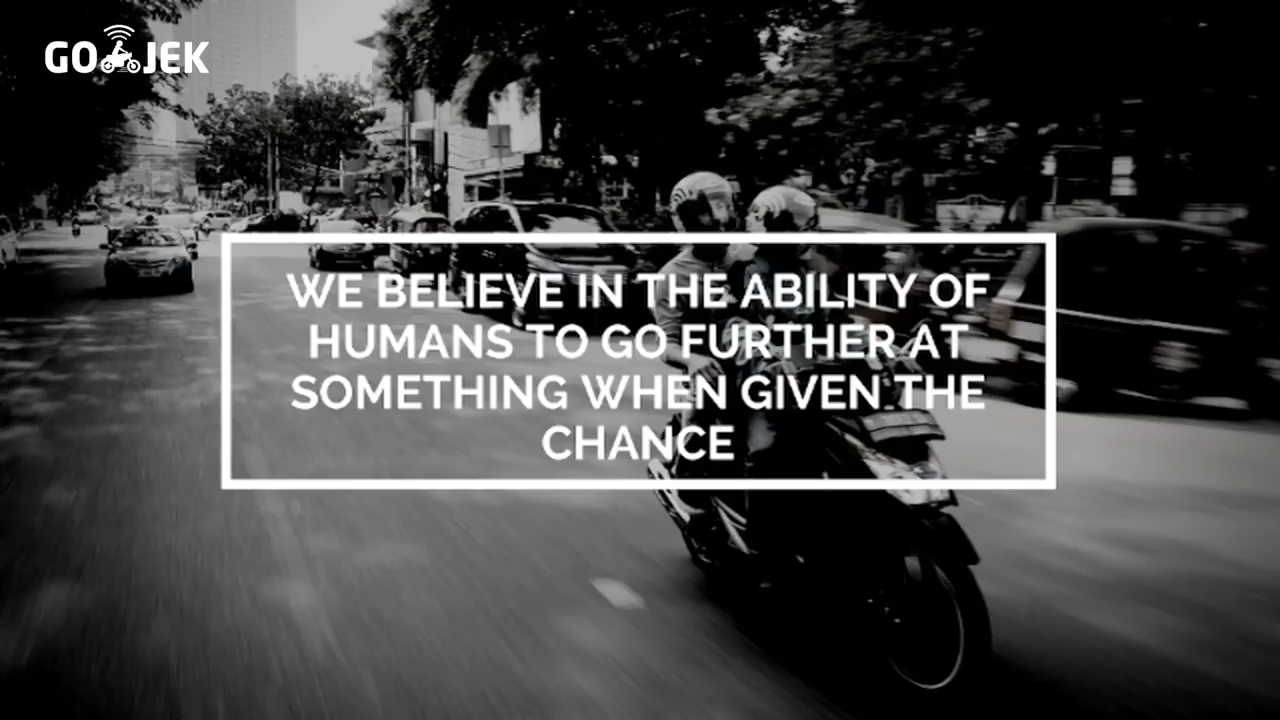 GO JEK
WE BELIEVE IN THE ABILITY OF
HUMANS TO GO FURTHER AT
SOMETHING WHEN GIVEN THE
CHANCE